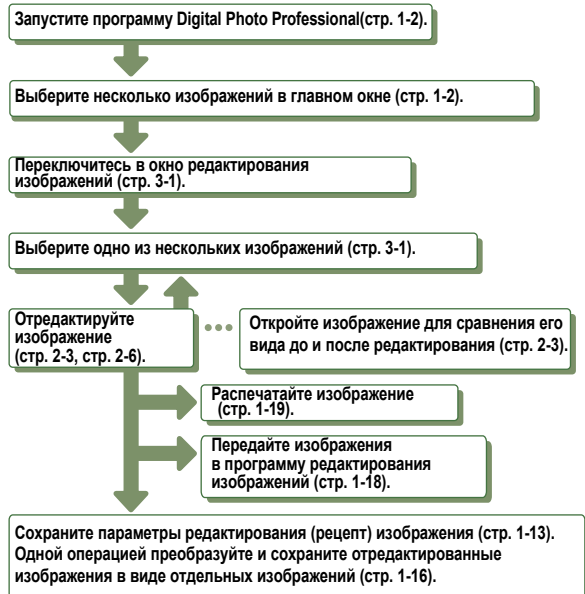 Запустите программу Digital Photo Professional(стр. 1-2).
Выберите несколько изображений в главном окне (стр. 1-2).
Переключитесь в окно редактирования
изображений (стр. 3-1).
Выберите одно из нескольких изображений (стр. 3-1).
Отредактируйте
изображение
(стр. 2-3, стр. 2-6).
Откройте изображение для сравнения его
вида до и после редактирования (стр. 2-3).
Распечатайте изображение
(стр. 1-19).
Передайте изображения
в программу редактирования
изображений (стр. 1-18).
Сохраните параметры редактирования (рецепт) изображения (стр. 1-13).
Одной операцией преобразуйте и сохраните отредактированные
изображения в виде отдельных изображений (стр. 1-16).